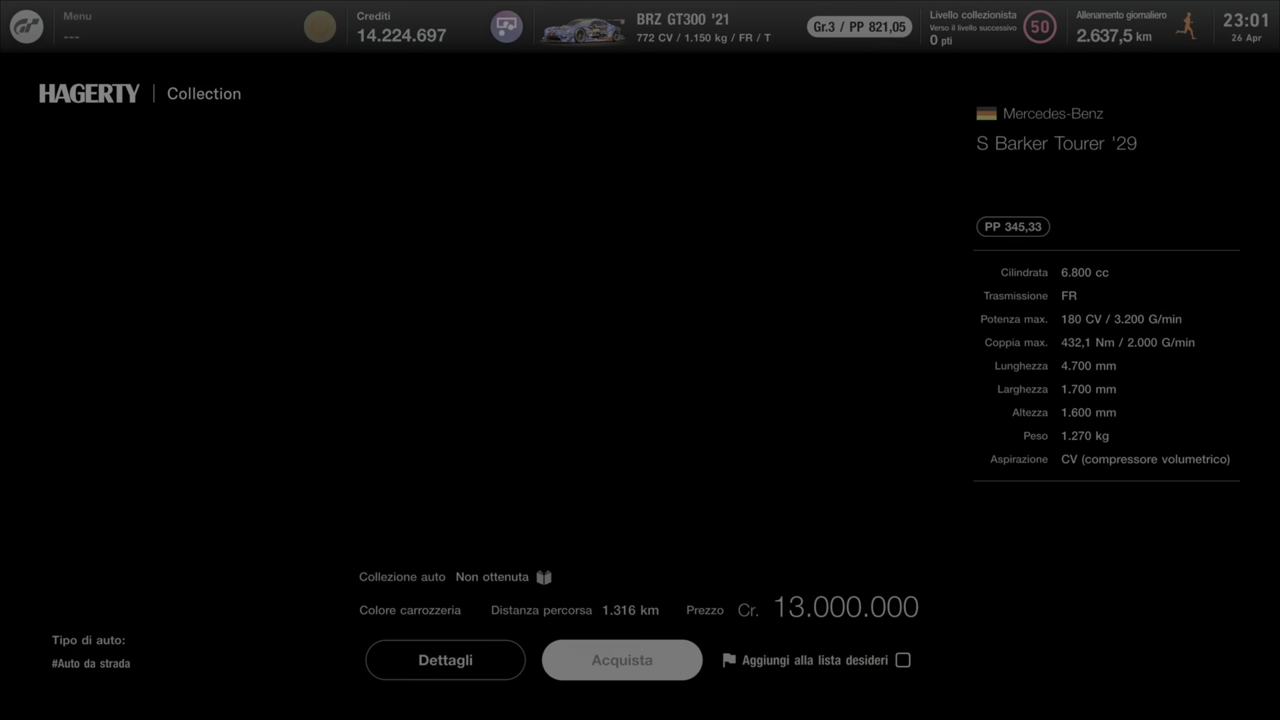 Menu
---
Crediti
14.224.697
BRZ GT300 '21
772 CV / 1.150 kg / FR / T
Gr.3 / PP 821,05
Livello collezionista
Verso il livello successivo
0 pti
50
Allenamento giornaliero
2.637,5 km
23:01
26 Apr
HAGERTY | Collection
Mercedes-Benz
S Barker Tourer '29
PP 345,33
Cilindrata 6.800 cc
Trasmissione FR
Potenza max. 180 CV / 3.200 G/min
Coppia max. 432,1 Nm / 2.000 G/min
Lunghezza 4.700 mm
Larghezza 1.700 mm
Altezza 1.600 mm
Peso 1.270 kg
Aspirazione CV (compressore volumetrico)
Collezione auto Non ottenuta
Colore carrozzeria Distanza percorsa 1.316 km Prezzo Cr. 13.000.000
Tipo di auto:
#Auto da strada
Dettagli
Acquista
Aggiungi alla lista desideri